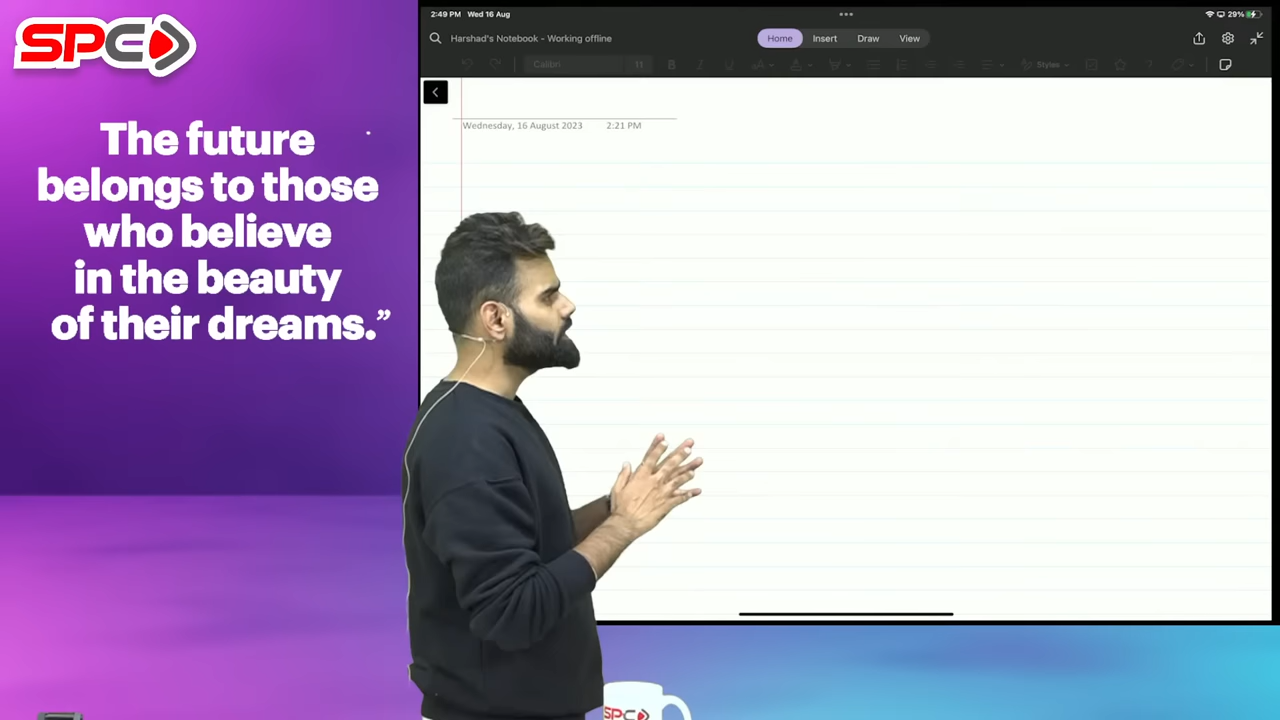 SPED
The future
belongs to those
who believe
in the beauty
of their dreams.”
2:49 PM Wed 16 Aug
29%
Harshad's Notebook - Working offline
Home Insert Draw View
Calibri 11 B I U Styles
Wednesday, 16 August 2023 2:21 PM
SPC